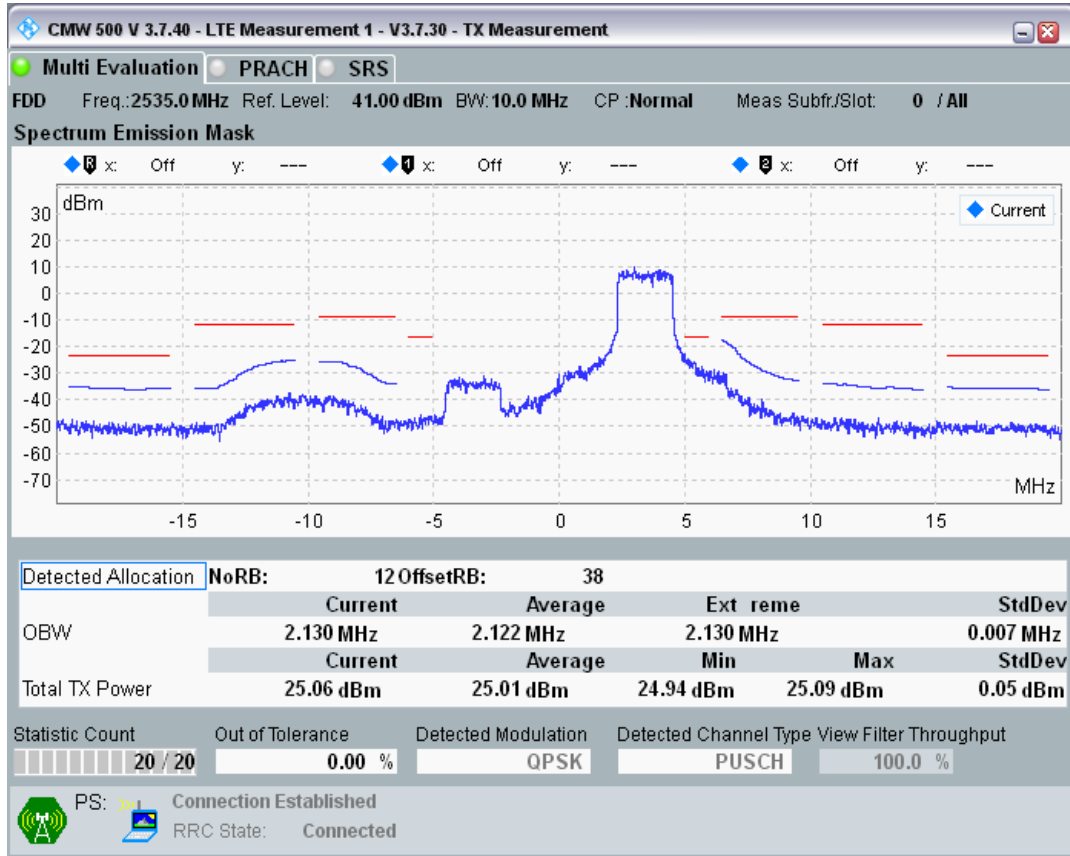 CMW 500 V 3.7.40 - LTE Measurement 1 - V3.7.30 - TX Measurement
Multi Evaluation PRACH SRS
FDD Freq.:2535.0 MHz Ref. Level: 41.00 dBm BW:10.0 MHz CP :Normal Meas Subfr./Slot: 0 / All
Spectrum Emission Mask
R x: Off y: --- 1 x: Off y: --- 2 x: Off y: ---
dBm
Current
30
20
10
0
-10
-20
-30
-40
-50
-60
-70
MHz
-15 -10 -5 0 5 10 15
Detected Allocation NoRB: 12 OffsetRB: 38
Current Average Ext reme StdDev
OBW 2.130 MHz 2.122 MHz 2.130 MHz 0.007 MHz
Current Average Min Max StdDev
Total TX Power 25.06 dBm 25.01 dBm 24.94 dBm 25.09 dBm 0.05 dBm
Statistic Count Out of Tolerance Detected Modulation Detected Channel Type View Filter Throughput
20 / 20 0.00 % QPSK PUSCH 100.0 %
PS: Connection Established
RRC State: Connected